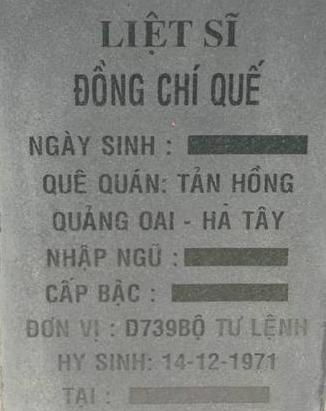 LIỆT SĨ
ĐỒNG CHÍ QUẾ
NGÀY SINH :
QUÊ QUÁN: TẢN HỒNG
QUẢNG OAI - HÀ TÂY
NHẬP NGŨ :
CẤP BẬC :
ĐƠN VỊ : D739BỘ TƯ LỆNH
HY SINH: 14-12-1971
TẠI :